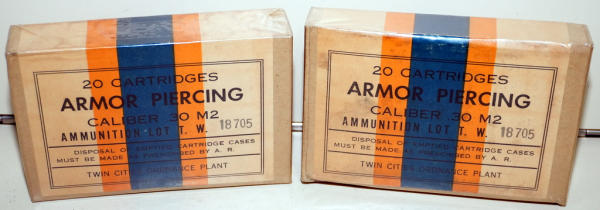 20 CARTRIDGES
ARMOR PIERCING
CALIBER .30 M2
AMMUNITION LOT T. W. 18705
DISPOSAL OF EMPTIED CARTRIDGE CASES
MUST BE MADE AS PRESCRIBED BY A. R.
TWIN CITIES ORDNANCE PLANT
20 CARTRIDGES
ARMOR PIERCING
CALIBER .30 M2
AMMUNITION LOT T. W. 18705
DISPOSAL OF EMPTIED CARTRIDGE CASES
MUST BE MADE AS PRESCRIBED BY A. R.
TWIN CITIES ORDNANCE PLANT